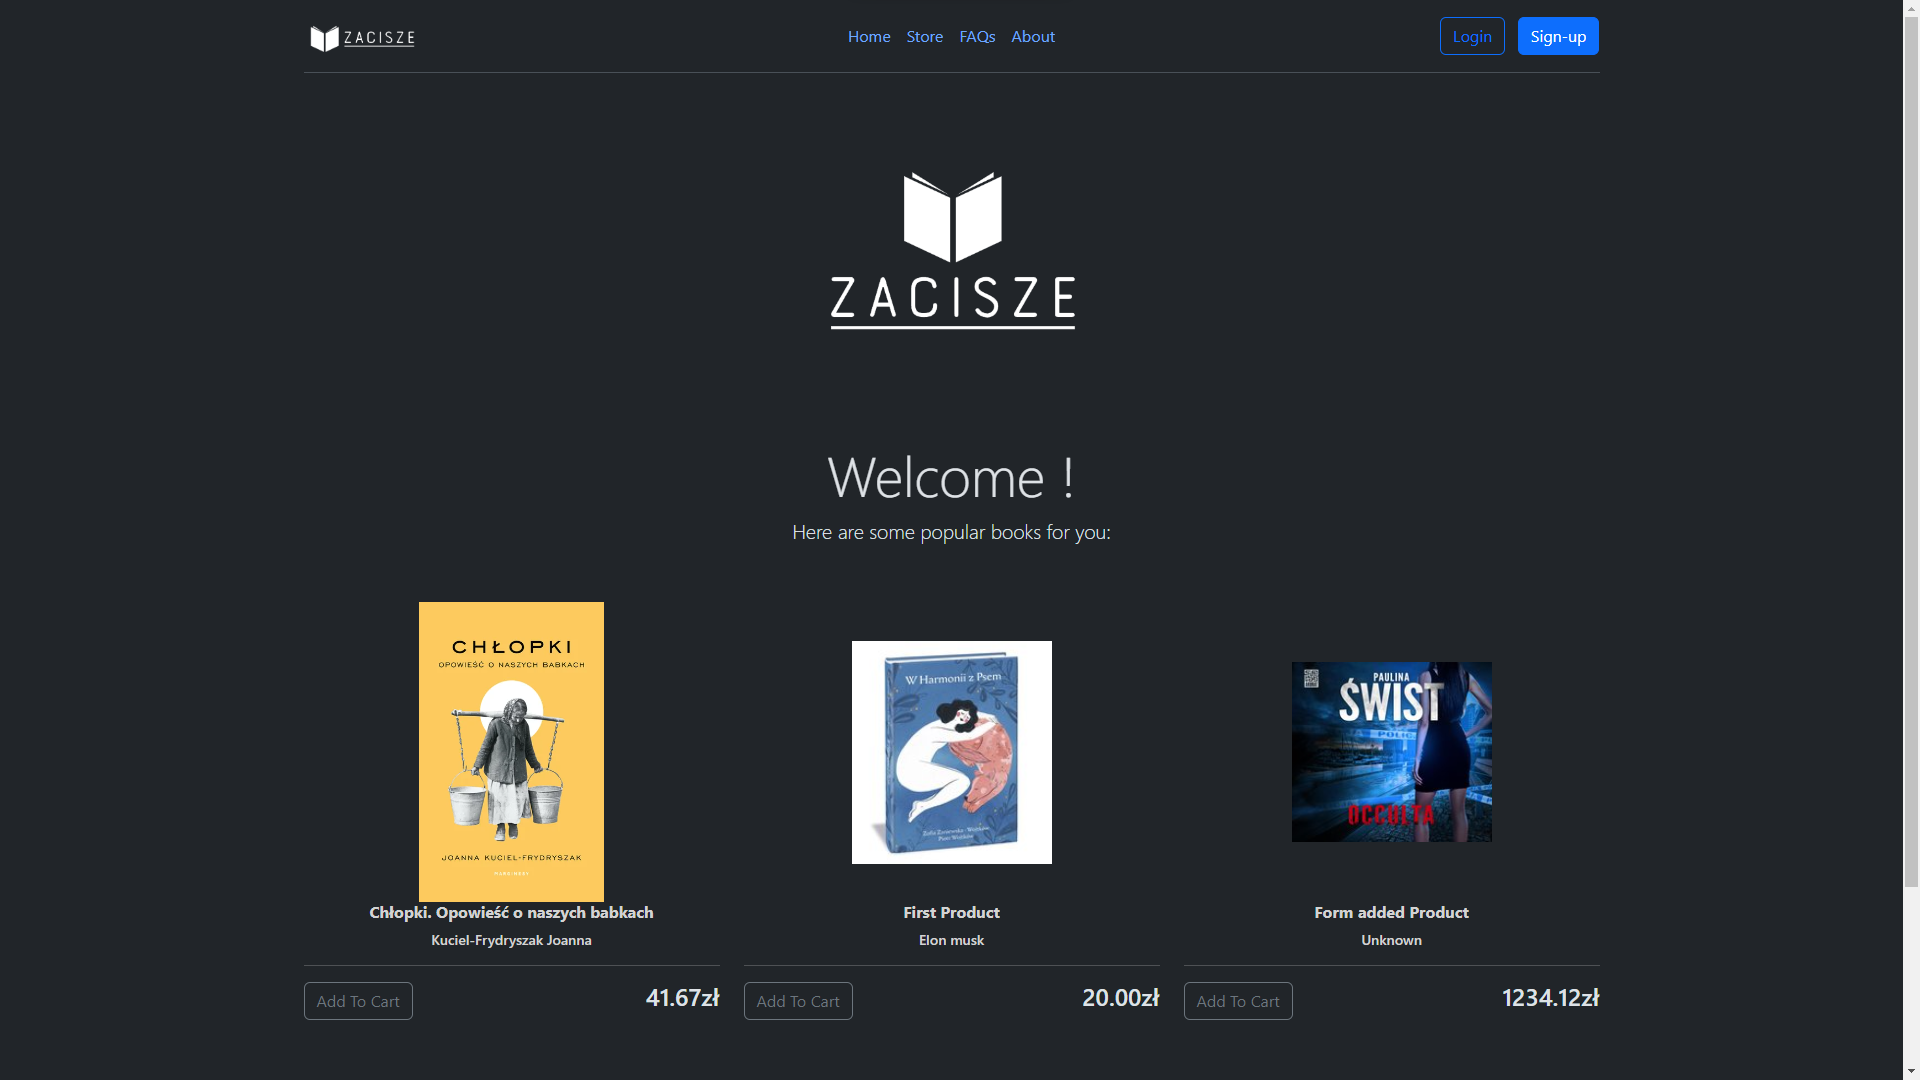 ZACISZE
Home Store FAQs About
Login Sign-up
ZACISZE
Welcome !
Here are some popular books for you:
CHŁOPKI
OPOWIEŚĆ O NASZYCH BABKACH
JOANNA KUCIEL-FRYDRYSZAK
MARGINESY
W Harmonii z Psem
PAULINA
ŚWIST
POLIC
OCCULTA
Chłopki. Opowieść o naszych babkach
Kuciel-Frydryszak Joanna
Add To Cart 41.67zł
First Product
Elon musk
Add To Cart 20.00zł
Form added Product
Unknown
Add To Cart 1234.12zł